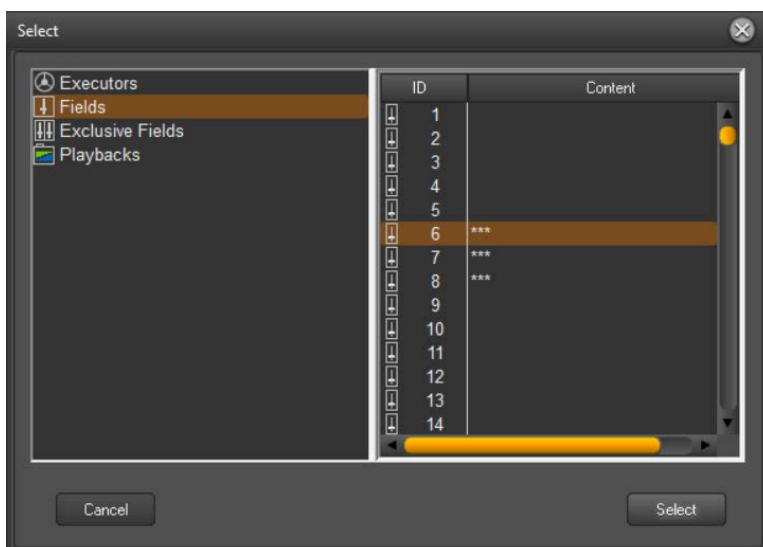 Select
Executors
Fields
Exclusive Fields
Playbacks
ID Content
1
2
3
4
5
6 ***
7 ***
8 ***
9
10
11
12
13
14
Cancel
Select